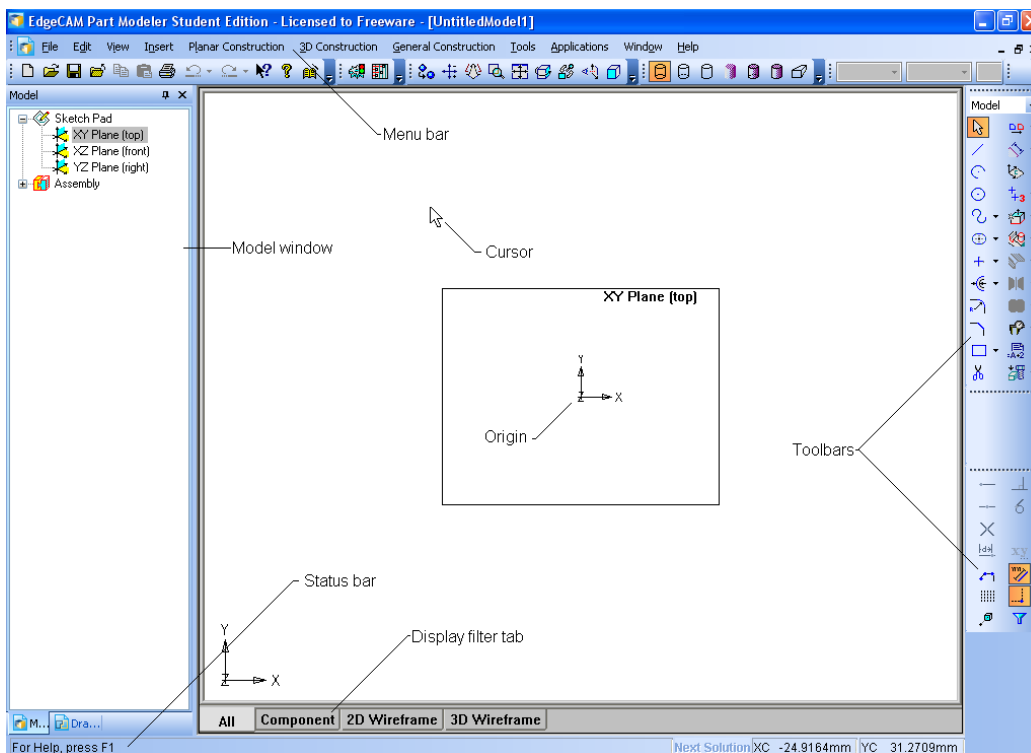 EdgeCAM Part Modeler Student Edition - Licensed to Freeware - [UntitledModel1]
File Edit View Insert Planar Construction 3D Construction General Construction Tools Applications Window Help
Model
Sketch Pad
XY Plane (top)
XZ Plane (front)
YZ Plane (right)
Assembly
Menu bar
Model
Model window
Cursor
XY Plane (top)
Y
Z X
Origin
Toolbars
Status bar
Display filter tab
Y
Z X
M... Dra...
All Component 2D Wireframe 3D Wireframe
For Help, press F1
Next Solution XC -24.9164mm YC 31.2709mm